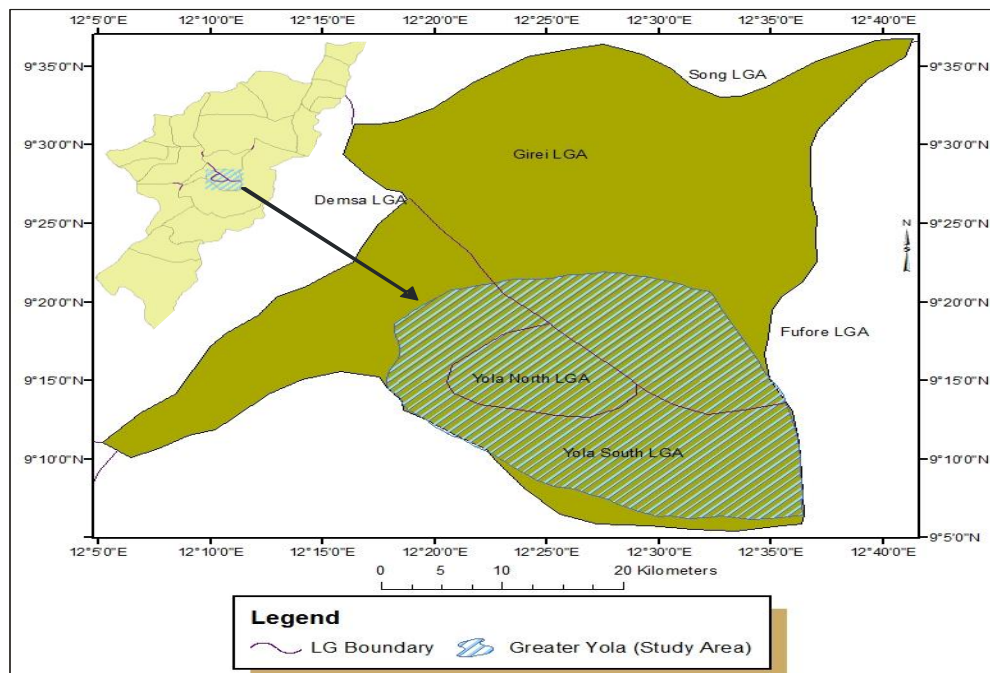 12°5'0"E 12°10'0"E 12°15'0"E 12°20'0"E 12°25'0"E 12°30'0"E 12°35'0"E 12°40'0"E
9°35'0"N 9°35'0"N
Song LGA
9°30'0"N 9°30'0"N
Girei LGA
Demsa LGA
9°25'0"N 9°25'0"N
N
S
9°20'0"N 9°20'0"N
Fufore LGA
9°15'0"N 9°15'0"N
Yola North LGA
9°10'0"N 9°10'0"N
Yola South LGA
9°5'0"N
12°5'0"E 12°10'0"E 12°15'0"E 12°20'0"E 12°25'0"E 12°30'0"E 12°35'0"E 12°40'0"E
0 5 10 20 Kilometers
Legend
LG Boundary Greater Yola (Study Area)